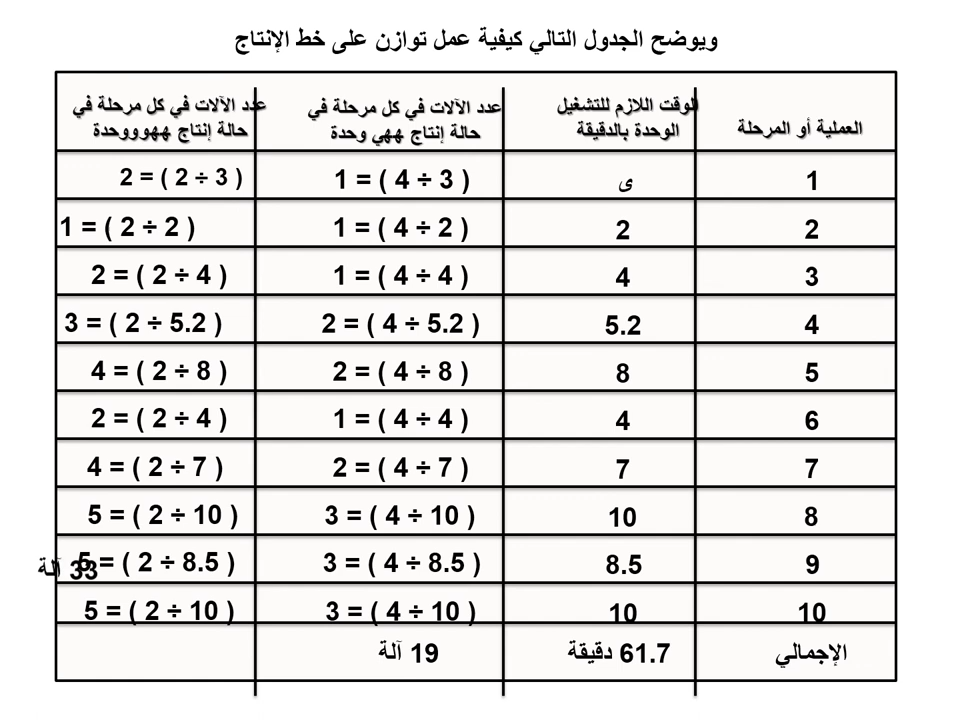 ويوضح الجدول التالي كيفية عمل توازن على خط الإنتاج
العملية أو المرحلة | الوقت اللازم للتشغيل الوحدة بالدقيقة | عدد الآلات في كل مرحلة في حالة إنتاج ههي وحدة | عدد الآلات في كل مرحلة في حالة إنتاج ههوووحدة
1 | ى | ( 3 ÷ 4 ) = 1 | ( 3 ÷ 2 ) = 2
2 | 2 | ( 2 ÷ 4 ) = 1 | ( 2 ÷ 2 ) = 1
3 | 4 | ( 4 ÷ 4 ) = 1 | ( 4 ÷ 2 ) = 2
4 | 5.2 | ( 5.2 ÷ 4 ) = 2 | ( 5.2 ÷ 2 ) = 3
5 | 8 | ( 8 ÷ 4 ) = 2 | ( 8 ÷ 2 ) = 4
6 | 4 | ( 4 ÷ 4 ) = 1 | ( 4 ÷ 2 ) = 2
7 | 7 | ( 7 ÷ 4 ) = 2 | ( 7 ÷ 2 ) = 4
8 | 10 | ( 10 ÷ 4 ) = 3 | ( 10 ÷ 2 ) = 5
9 | 8.5 | ( 8.5 ÷ 4 ) = 3 | ( 8.5 ÷ 2 ) = 5
33 آلة
10 | 10 | ( 10 ÷ 4 ) = 3 | ( 10 ÷ 2 ) = 5
الإجمالي | 61.7 دقيقة | 19 آلة